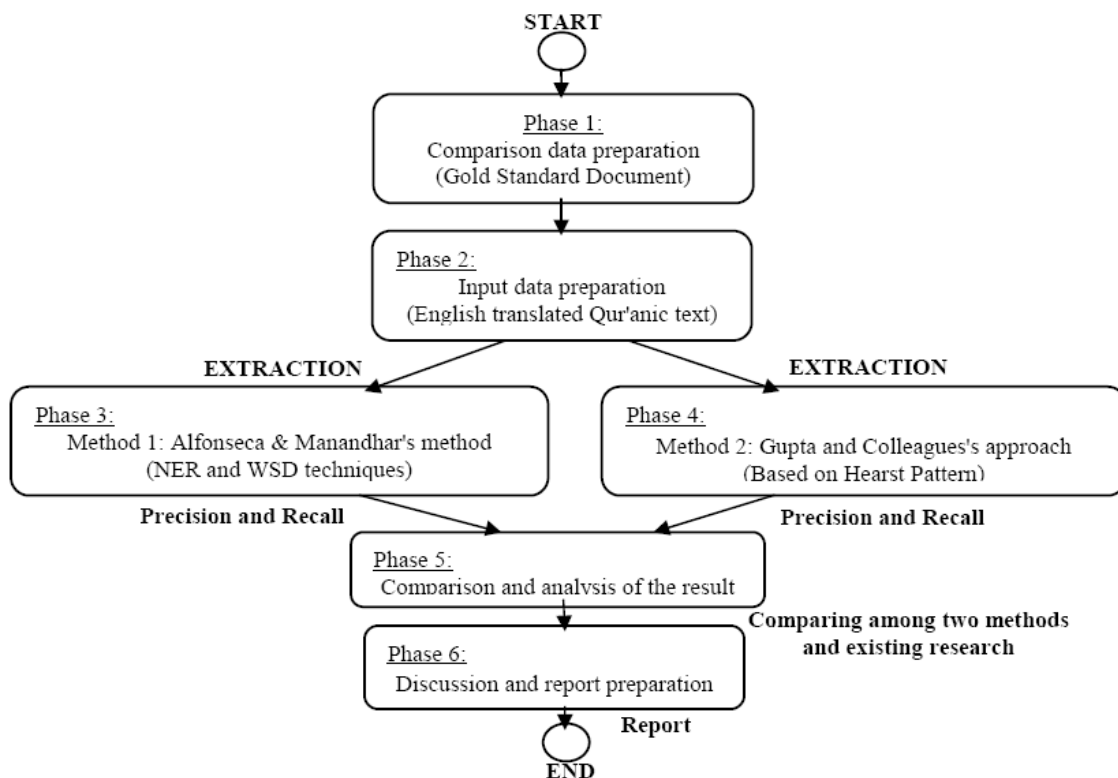 START
Phase 1:
Comparison data preparation
(Gold Standard Document)
Phase 2:
Input data preparation
(English translated Qur'anic text)
EXTRACTION
EXTRACTION
Phase 3:
Method 1: Alfonseca & Manandhar's method
(NER and WSD techniques)
Phase 4:
Method 2: Gupta and Colleagues's approach
(Based on Hearst Pattern)
Precision and Recall
Precision and Recall
Phase 5:
Comparison and analysis of the result
Comparing among two methods
and existing research
Phase 6:
Discussion and report preparation
Report
END